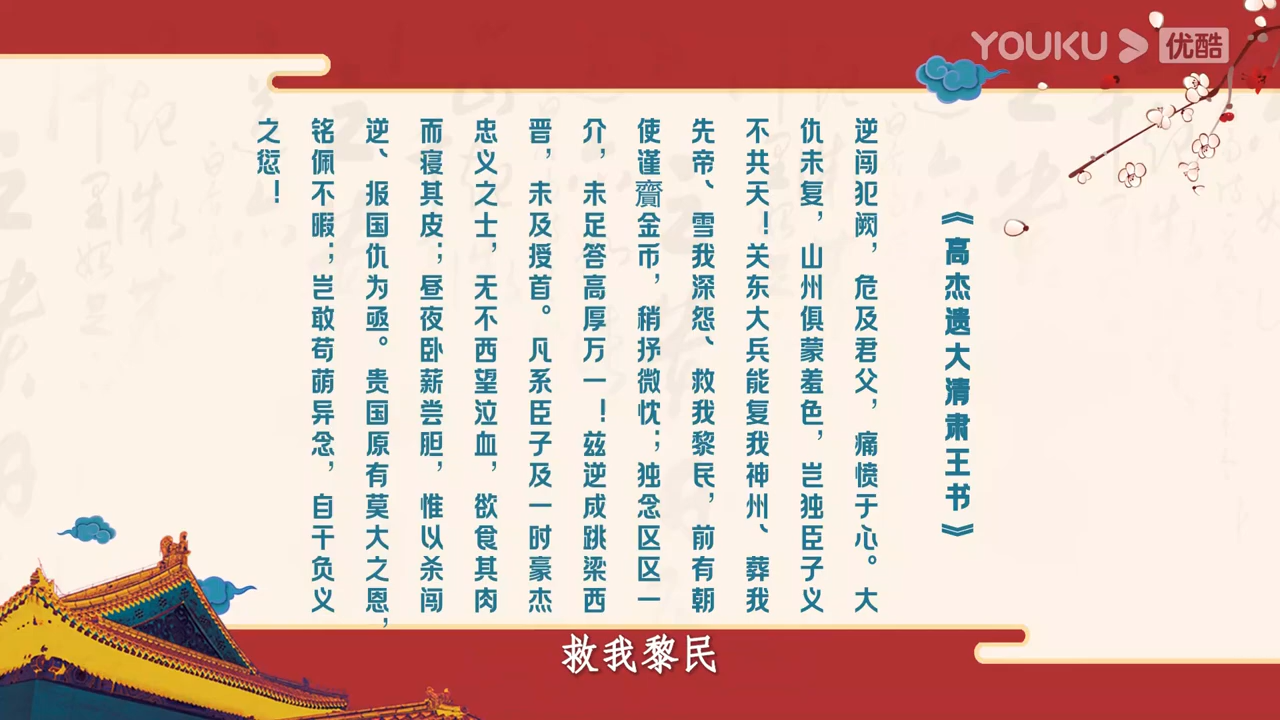 YOUKU 优酷
《高杰遗大清肃王书》
逆闯犯阙，危及君父，痛愤于心。大
仇未复，山州俱蒙羞色，岂独臣子义
不共天！关东大兵能复我神州、葬我
先帝、雪我深怨、救我黎民，前有朝
使谨齎金币，稍抒微忱；独念区区一
介，未足答高厚万一！兹逆成跳梁西
晋，未及授首。凡系臣子及一时豪杰
忠义之士，无不西望泣血，欲食其肉
而寝其皮；昼夜卧薪尝胆，惟以杀闯
逆、报国仇为亟。贵国原有莫大之恩，
铭佩不暇；岂敢苟萌异念，自干负义
之愆！
救我黎民